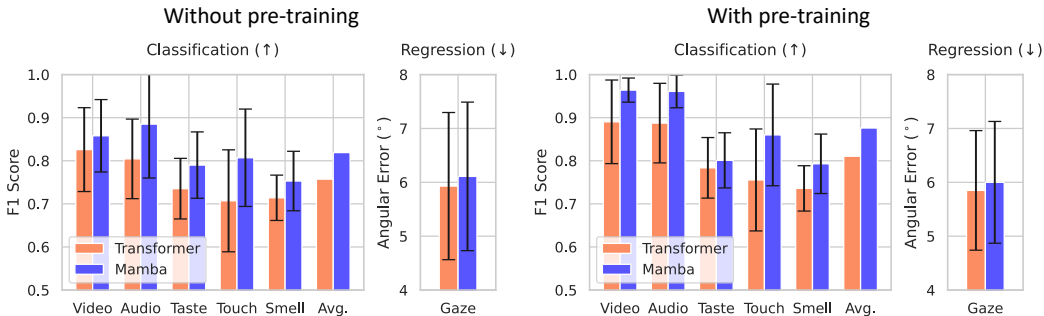 Without pre-training
Classification (↑)
Regression (↓)
F1 Score
1.0
0.9
0.8
0.7
0.6
0.5
Transformer
Mamba
Video Audio Taste Touch Smell Avg.
Angular Error (°)
8
7
6
5
4
Gaze
With pre-training
Classification (↑)
Regression (↓)
F1 Score
1.0
0.9
0.8
0.7
0.6
0.5
Transformer
Mamba
Video Audio Taste Touch Smell Avg.
Angular Error (°)
8
7
6
5
4
Gaze